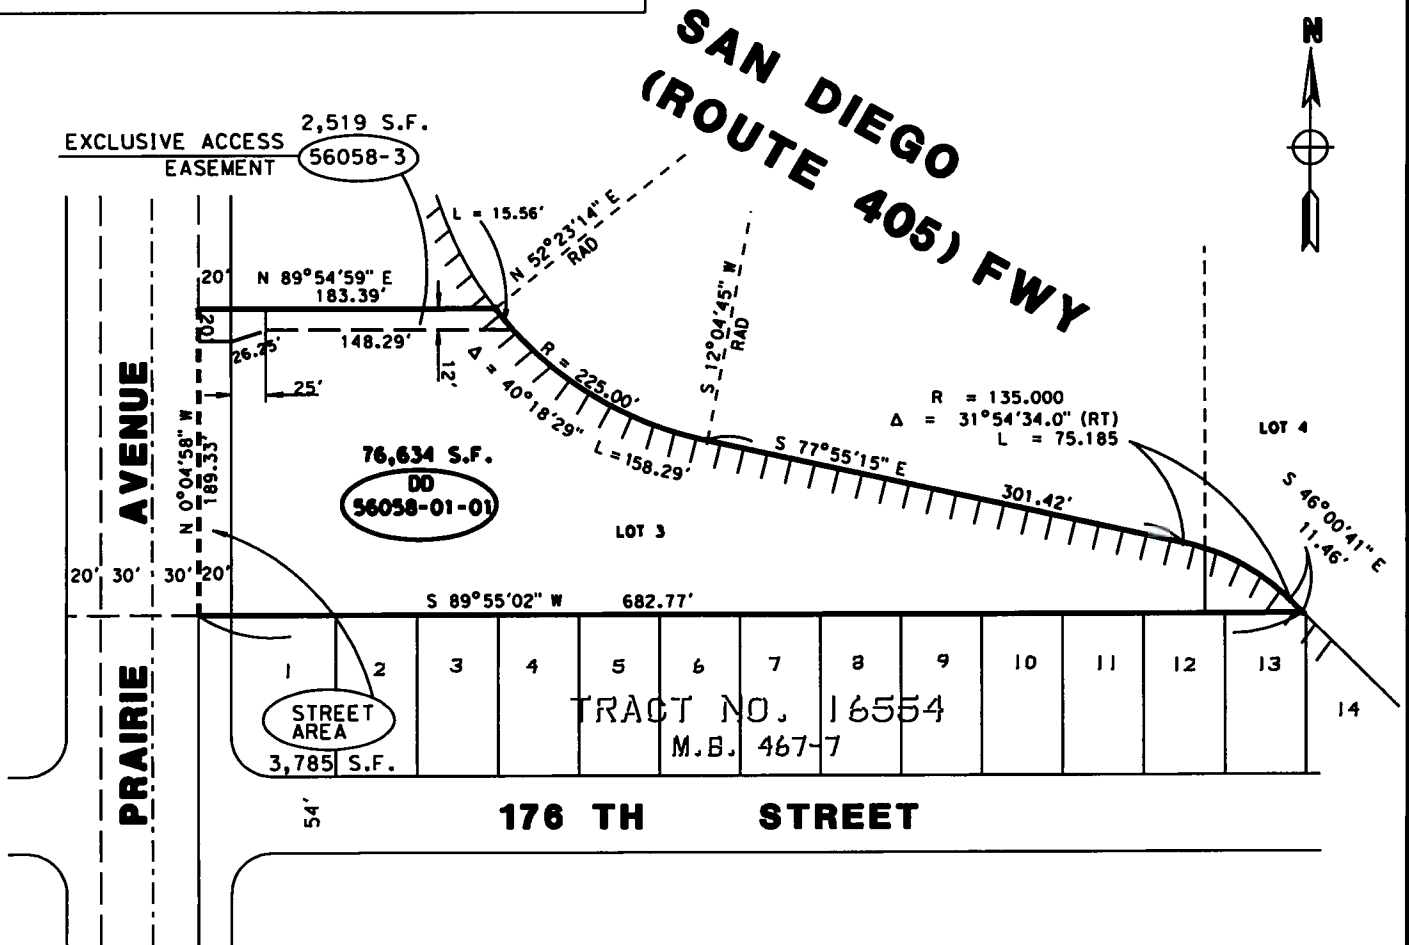 SAN DIEGO
(ROUTE 405) FWY
N
2,519 S.F.
EXCLUSIVE ACCESS
EASEMENT
56058-3
L = 15.56'
N 52°23'14" E
RAD
20'
N 89°54'59" E
183.39'
S 12°04'45" W
RAD
20'
26.25'
148.29'
12'
25'
R = 225.00'
Δ = 40°18'29" L=158.29'
R = 135.000
Δ = 31°54'34.0" (RT)
L = 75.185
LOT 4
S 77°55'15" E
301.42'
S 46°00'41" E
11.46'
76,634 S.F.
DD
56058-01-01
LOT 3
N 0°04'58" W
189.33'
PRAIRIE AVENUE
20' 30' 30' 20'
S 89°55'02" W 682.77'
1 2 3 4 5 6 7 8 9 10 11 12 13 14
TRACT NO. 16554
M.B. 467-7
STREET
AREA
3,785 S.F.
54'
176 TH STREET